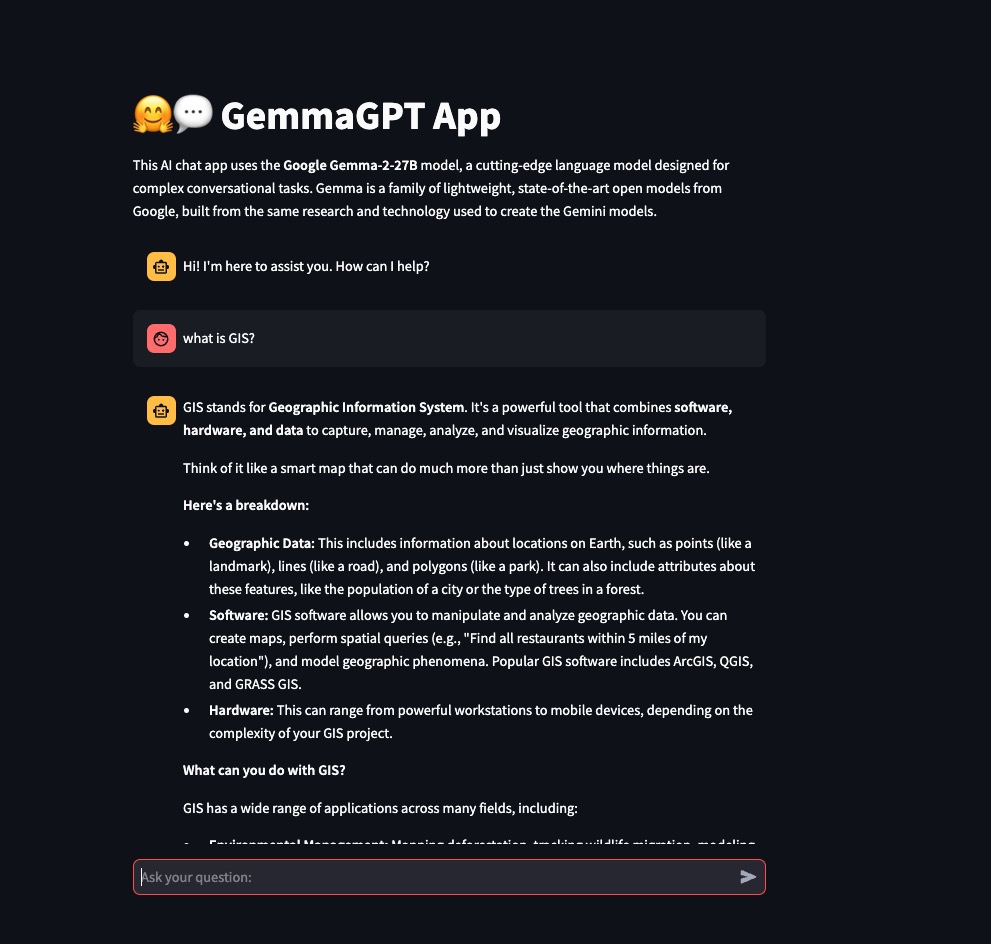 🤗💬 GemmaGPT App
This AI chat app uses the Google Gemma-2-27B model, a cutting-edge language model designed for
complex conversational tasks. Gemma is a family of lightweight, state-of-the-art open models from
Google, built from the same research and technology used to create the Gemini models.
Hi! I'm here to assist you. How can I help?
what is GIS?
GIS stands for Geographic Information System. It's a powerful tool that combines software,
hardware, and data to capture, manage, analyze, and visualize geographic information.
Think of it like a smart map that can do much more than just show you where things are.
Here's a breakdown:
• Geographic Data: This includes information about locations on Earth, such as points (like a
landmark), lines (like a road), and polygons (like a park). It can also include attributes about
these features, like the population of a city or the type of trees in a forest.
• Software: GIS software allows you to manipulate and analyze geographic data. You can
create maps, perform spatial queries (e.g., "Find all restaurants within 5 miles of my
location"), and model geographic phenomena. Popular GIS software includes ArcGIS, QGIS,
and GRASS GIS.
• Hardware: This can range from powerful workstations to mobile devices, depending on the
complexity of your GIS project.
What can you do with GIS?
GIS has a wide range of applications across many fields, including:
• Environmental Management: Mapping deforestation, tracking wildlife migration, modeling
Ask your question: